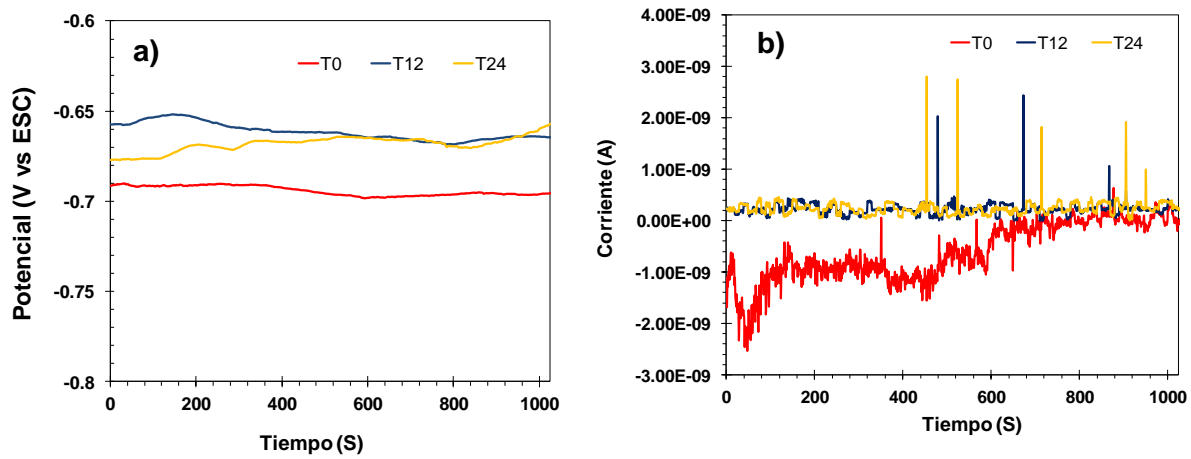 a)
T0 T12 T24
Potencial (V vs ESC)
-0.6
-0.65
-0.7
-0.75
-0.8
0 200 400 600 800 1000
Tiempo (S)
b)
T0 T12 T24
Corriente (A)
4.00E-09
3.00E-09
2.00E-09
1.00E-09
0.00E+00
-1.00E-09
-2.00E-09
-3.00E-09
0 200 400 600 800 1000
Tiempo (S)